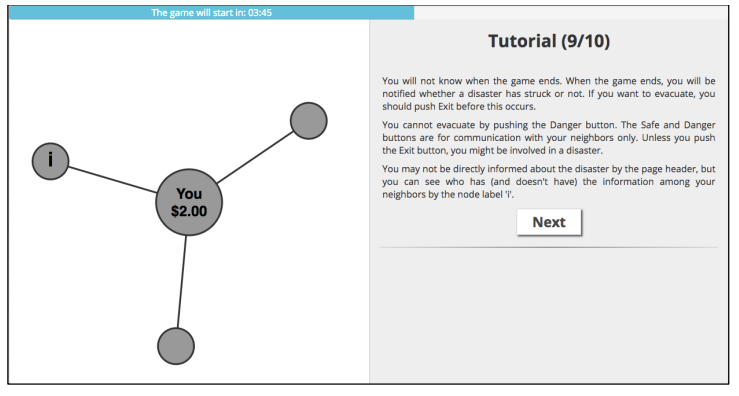 The game will start in: 03:45
i
You
$2.00
Tutorial (9/10)
You will not know when the game ends. When the game ends, you will be
notified whether a disaster has struck or not. If you want to evacuate, you
should push Exit before this occurs.
You cannot evacuate by pushing the Danger button. The Safe and Danger
buttons are for communication with your neighbors only. Unless you push
the Exit button, you might be involved in a disaster.
You may not be directly informed about the disaster by the page header, but
you can see who has (and doesn't have) the information among your
neighbors by the node label 'i'.
Next